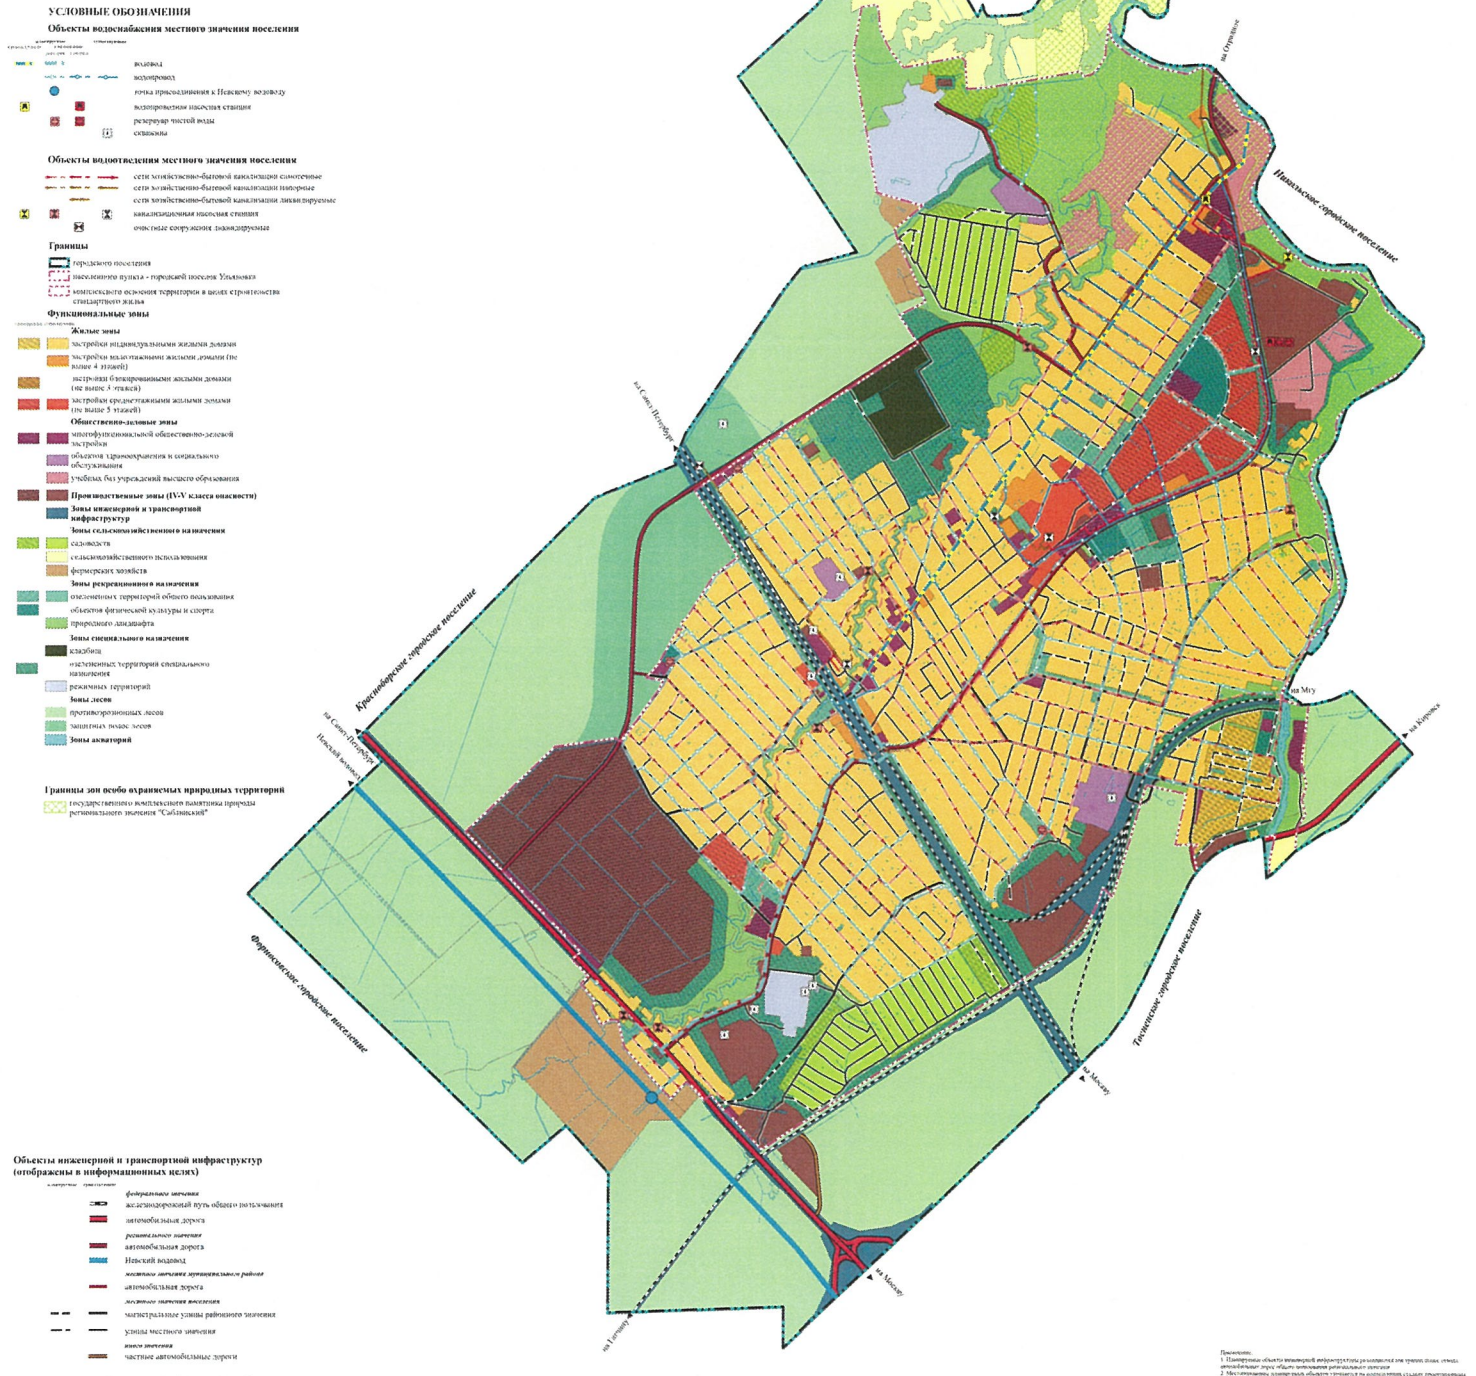 УСЛОВНЫЕ ОБОЗНАЧЕНИЯ
Объекты водоснабжения местного значения поселения
водовод
водопровод
точка присоединения к Невскому водоводу
водопроводная насосная станция
резервуар чистой воды
скважина
Объекты водоотведения местного значения поселения
сети хозяйственно-бытовой канализации самотечные
сети хозяйственно-бытовой канализации напорные
сети хозяйственно-бытовой канализации ликвидируемые
канализационная насосная станция
очистные сооружения ликвидируемые
Границы
городского поселения
населенного пункта - городской поселок Ульяновка
комплексного освоения территории в целях строительства
стандартного жилья
Функциональные зоны
Жилые зоны
застройки индивидуальными жилыми домами
застройки малоэтажными жилыми домами (не
выше 4 этажей)
застройки блокированными жилыми домами
(не выше 3 этажей)
застройки среднеэтажными жилыми домами
(не выше 5 этажей)
Общественно-деловые зоны
многофункциональной общественно-деловой
застройки
объектов здравоохранения и социального
обслуживания
учебных заведений высшего образования
Производственные зоны (IV-V класса опасности)
Зоны инженерной и транспортной
инфраструктур
Зоны сельскохозяйственного назначения
садоводств
сельскохозяйственного использования
фермерских хозяйств
Зоны рекреационного назначения
озелененных территорий общего пользования
объектов физической культуры и спорта
природного ландшафта
Зоны специального назначения
кладбищ
озелененных территорий специального
назначения
режимных территорий
Зоны лесов
противоэрозионных лесов
защитных полос лесов
Зоны акваторий
Границы зон особо охраняемых природных территорий
государственного комплексного памятника природы
регионального значения "Саблинский"
Объекты инженерной и транспортной инфраструктур
(отображены в информационных целях)
федерального значения
железнодорожный путь общего пользования
автомобильная дорога
регионального значения
автомобильная дорога
Невский водовод
местного значения муниципального района
автомобильная дорога
местного значения поселения
магистральные улицы районного значения
улицы местного значения
иного значения
частные автомобильные дороги
на Отрадное
Никольское городское поселение
на Санкт-Петербург
Красноборское городское поселение
на Санкт-Петербург
Невский водовод
на Мгу
на Кировск
Форносовское городское поселение
Тосненское городское поселение
на Москву
на Москву
на Гатчину
Примечание: